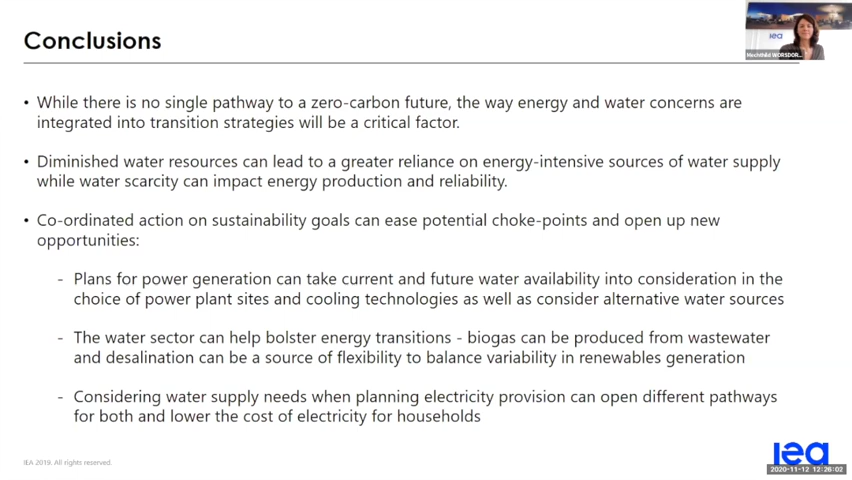 Conclusions
iea
Mechthild WORSDOR...
• While there is no single pathway to a zero-carbon future, the way energy and water concerns are
integrated into transition strategies will be a critical factor.
• Diminished water resources can lead to a greater reliance on energy-intensive sources of water supply
while water scarcity can impact energy production and reliability.
• Co-ordinated action on sustainability goals can ease potential choke-points and open up new
opportunities:
- Plans for power generation can take current and future water availability into consideration in the
choice of power plant sites and cooling technologies as well as consider alternative water sources
- The water sector can help bolster energy transitions - biogas can be produced from wastewater
and desalination can be a source of flexibility to balance variability in renewables generation
- Considering water supply needs when planning electricity provision can open different pathways
for both and lower the cost of electricity for households
IEA 2019. All rights reserved.
iea
2020-11-12 12:26:02